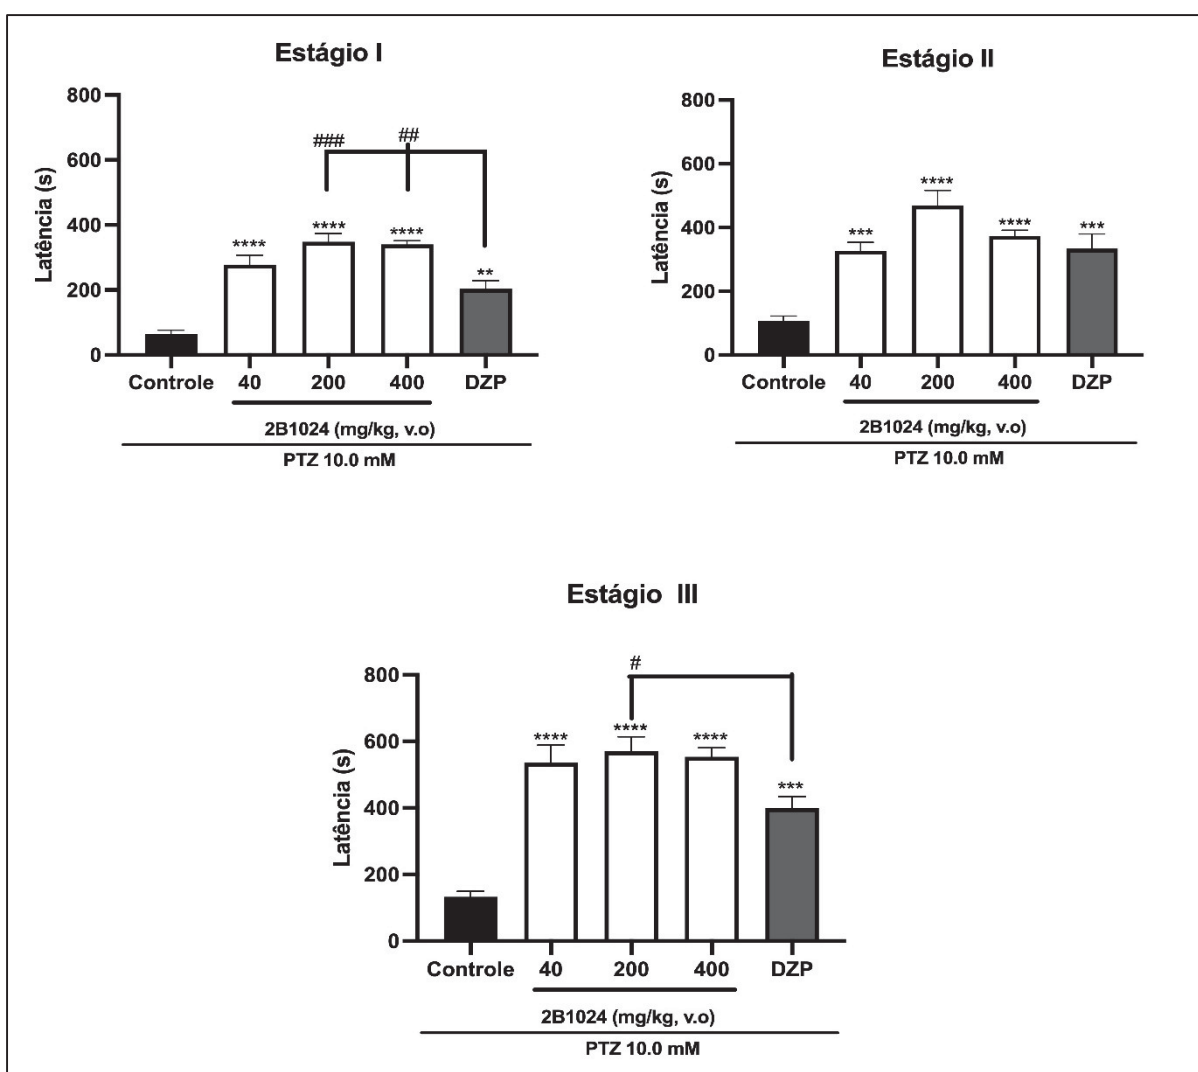 Estágio I
Latência (s)
800
600
400
200
0
###
##
****
****
****
**
Controle 40 200 400 DZP
2B1024 (mg/kg, v.o)
PTZ 10.0 mM
Estágio II
Latência (s)
800
600
400
200
0
***
****
****
***
Controle 40 200 400 DZP
2B1024 (mg/kg, v.o)
PTZ 10.0 mM
Estágio III
Latência (s)
800
600
400
200
0
#
****
****
****
***
Controle 40 200 400 DZP
2B1024 (mg/kg, v.o)
PTZ 10.0 mM